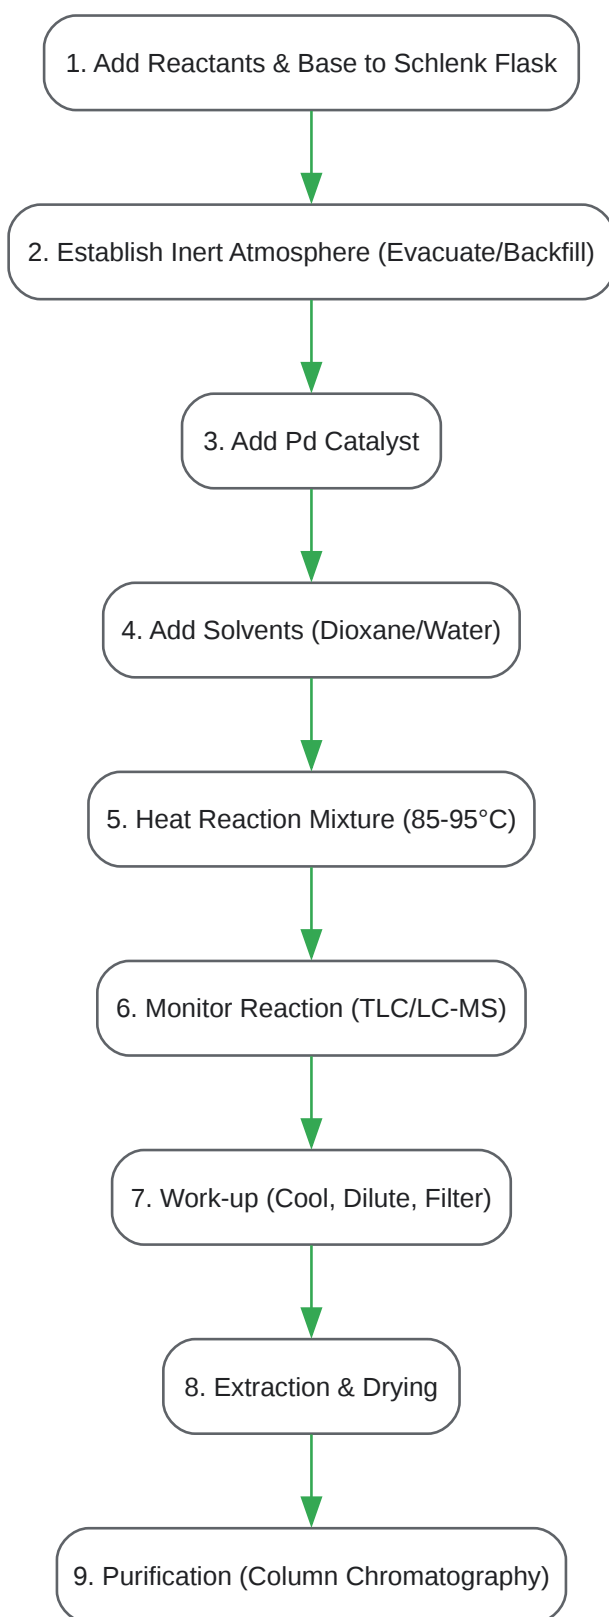 1. Add Reactants & Base to Schlenk Flask
2. Establish Inert Atmosphere (Evacuate/Backfill)
3. Add Pd Catalyst
4. Add Solvents (Dioxane/Water)
5. Heat Reaction Mixture (85-95°C)
6. Monitor Reaction (TLC/LC-MS)
7. Work-up (Cool, Dilute, Filter)
8. Extraction & Drying
9. Purification (Column Chromatography)